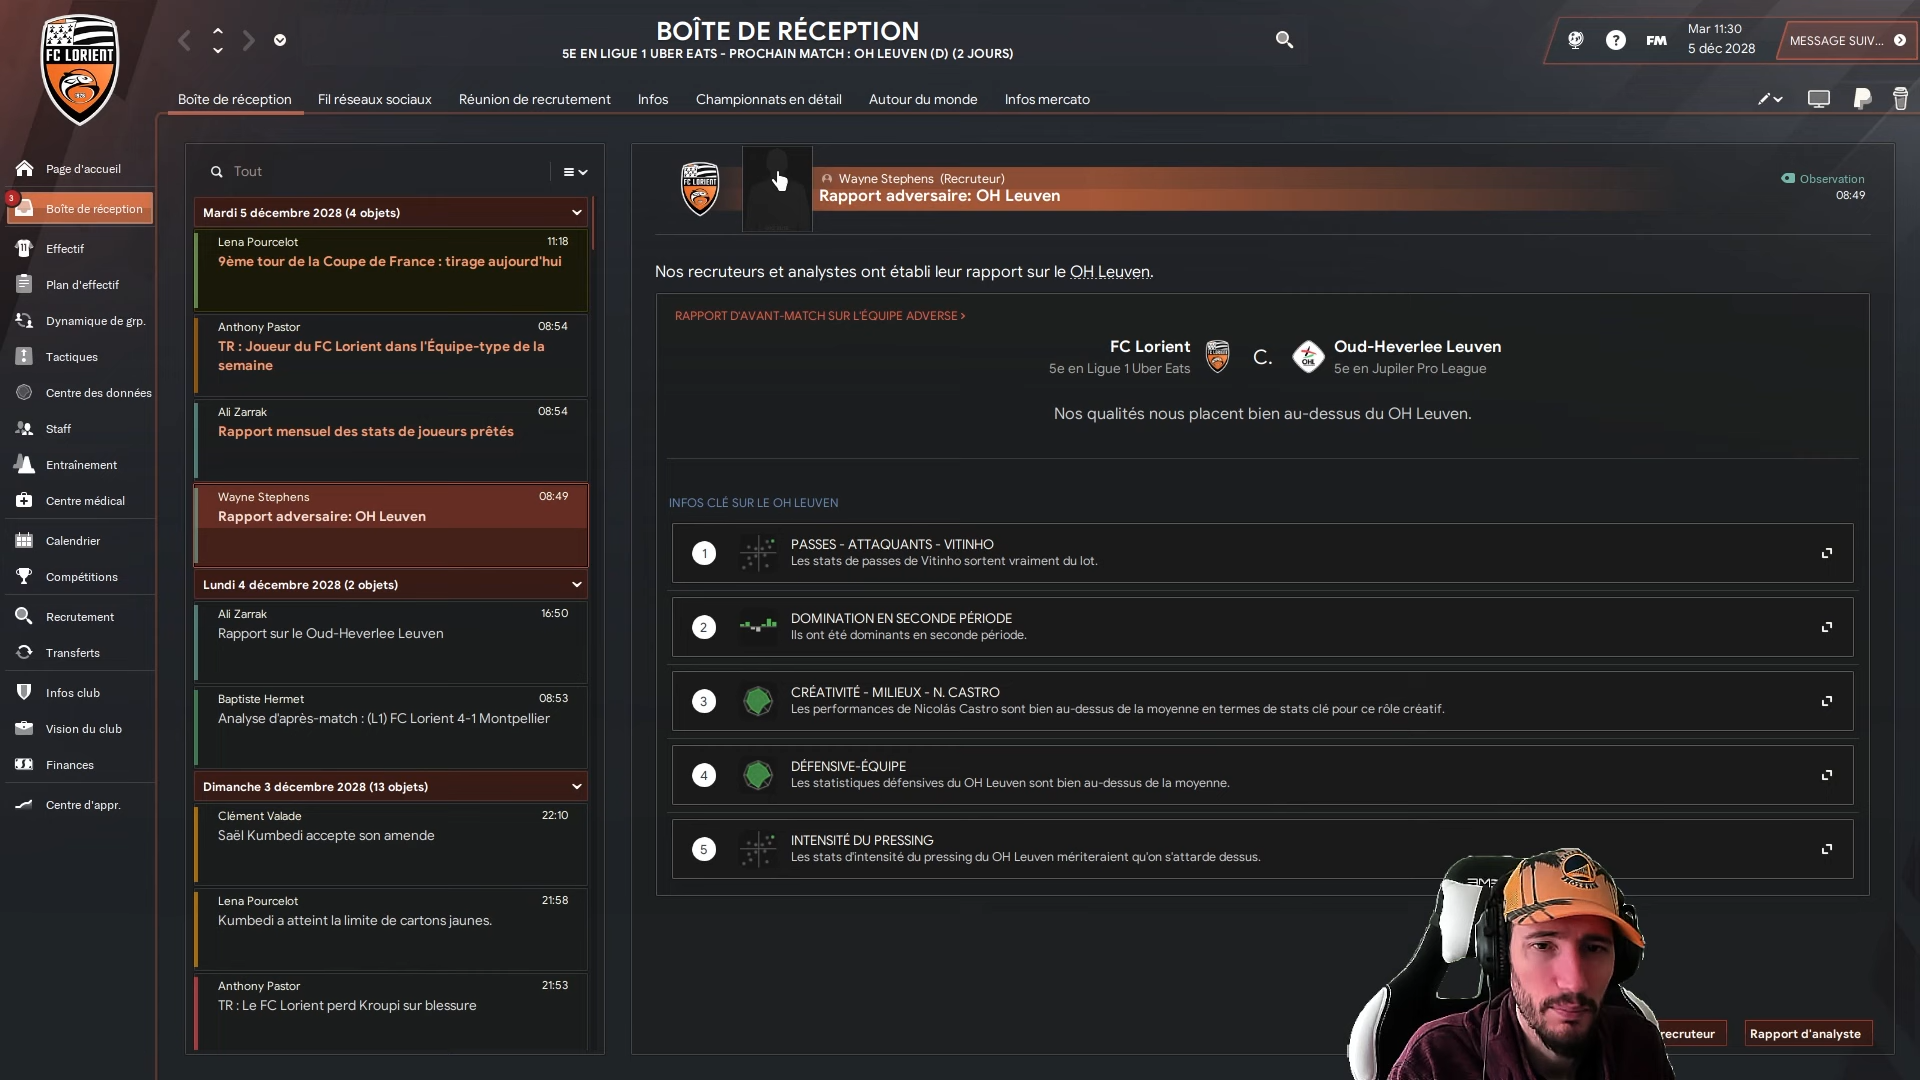 FC LORIENT
BOÎTE DE RÉCEPTION
5E EN LIGUE 1 UBER EATS - PROCHAIN MATCH : OH LEUVEN (D) (2 JOURS)
?
FM
Mar 11:30
5 déc 2028
MESSAGE SUIV...
Boîte de réception
Fil réseaux sociaux
Réunion de recrutement
Infos
Championnats en détail
Autour du monde
Infos mercato
Page d'accueil
3
Boîte de réception
Effectif
Plan d'effectif
Dynamique de grp.
Tactiques
Centre des données
Staff
Entraînement
Centre médical
Calendrier
Compétitions
Recrutement
Transferts
Infos club
Vision du club
Finances
Centre d'appr.
Tout
Mardi 5 décembre 2028 (4 objets)
Lena Pourcelot 11:18
9ème tour de la Coupe de France : tirage aujourd'hui
Anthony Pastor 08:54
TR : Joueur du FC Lorient dans l'Équipe-type de la
semaine
Ali Zarrak 08:54
Rapport mensuel des stats de joueurs prêtés
Wayne Stephens 08:49
Rapport adversaire: OH Leuven
Lundi 4 décembre 2028 (2 objets)
Ali Zarrak 16:50
Rapport sur le Oud-Heverlee Leuven
Baptiste Hermet 08:53
Analyse d'après-match : (L1) FC Lorient 4-1 Montpellier
Dimanche 3 décembre 2028 (13 objets)
Clément Valade 22:10
Saël Kumbedi accepte son amende
Lena Pourcelot 21:58
Kumbedi a atteint la limite de cartons jaunes.
Anthony Pastor 21:53
TR : Le FC Lorient perd Kroupi sur blessure
FC LORIENT
Wayne Stephens (Recruteur)
Rapport adversaire: OH Leuven
Observation
08:49
Nos recruteurs et analystes ont établi leur rapport sur le OH Leuven.
RAPPORT D'AVANT-MATCH SUR L'ÉQUIPE ADVERSE >
FC Lorient
5e en Ligue 1 Uber Eats
C.
OHL
Oud-Heverlee Leuven
5e en Jupiler Pro League
Nos qualités nous placent bien au-dessus du OH Leuven.
INFOS CLÉ SUR LE OH LEUVEN
1
PASSES - ATTAQUANTS - VITINHO
Les stats de passes de Vitinho sortent vraiment du lot.
2
DOMINATION EN SECONDE PÉRIODE
Ils ont été dominants en seconde période.
3
CRÉATIVITÉ - MILIEUX - N. CASTRO
Les performances de Nicolás Castro sont bien au-dessus de la moyenne en termes de stats clé pour ce rôle créatif.
4
DÉFENSIVE-ÉQUIPE
Les statistiques défensives du OH Leuven sont bien au-dessus de la moyenne.
5
INTENSITÉ DU PRESSING
Les stats d'intensité du pressing du OH Leuven mériteraient qu'on s'attarde dessus.
recruteur
Rapport d'analyste